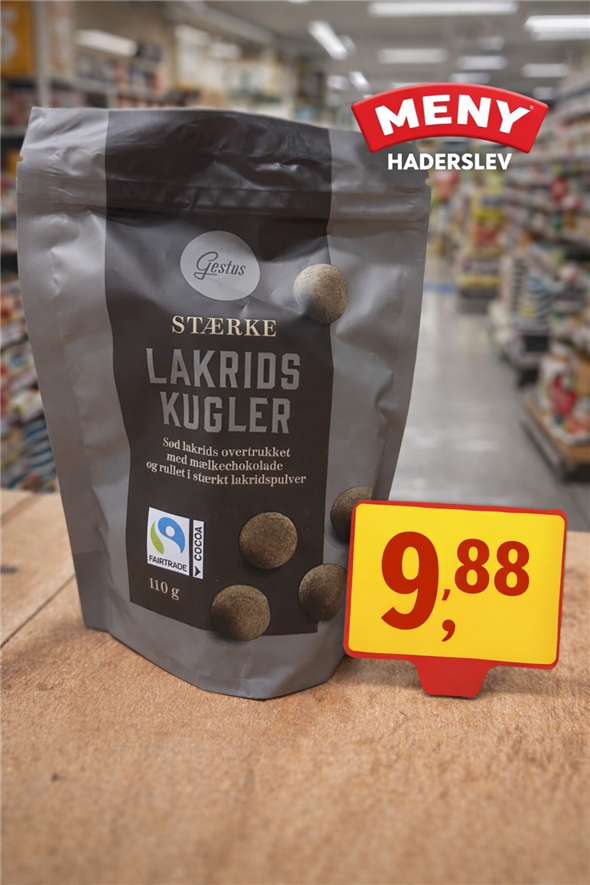 MENY
HADERSLEV
Gestus
STÆRKE
LAKRIDS
KUGLER
Sød lakrids overtrukket
med mælkechokolade
og rullet i stærkt lakridspulver
FAIRTRADE
COCOA
110 g
9,88